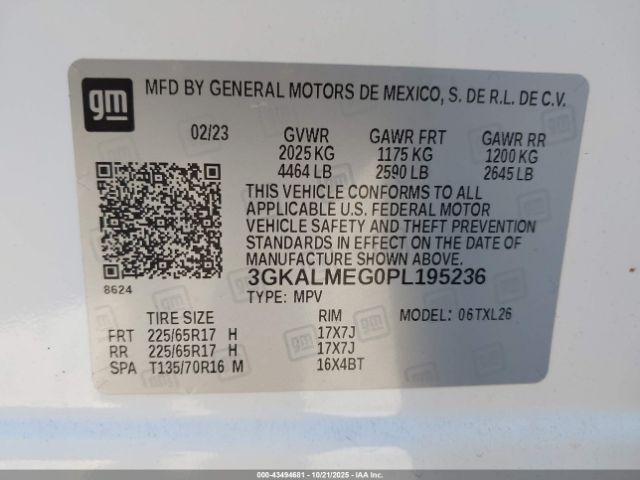 gm
MFD BY GENERAL MOTORS DE MEXICO, S. DE R.L. DE C.V.
02/23 GVWR GAWR FRT GAWR RR
2025 KG 1175 KG 1200 KG
4464 LB 2590 LB 2645 LB
THIS VEHICLE CONFORMS TO ALL
APPLICABLE U.S. FEDERAL MOTOR
VEHICLE SAFETY AND THEFT PREVENTION
STANDARDS IN EFFECT ON THE DATE OF
MANUFACTURE SHOWN ABOVE.
3GKALMEG0PL195236
8624
TYPE: MPV
TIRE SIZE RIM MODEL: 06TXL26
FRT 225/65R17 H 17X7J
RR 225/65R17 H 17X7J
SPA T135/70R16 M 16X4BT
000-43494681 - 10/21/2025 - IAAI.COM